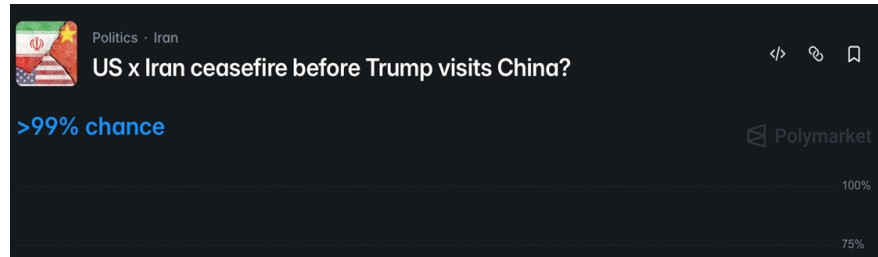 Politics · Iran
US x Iran ceasefire before Trump visits China?
>99% chance
Polymarket
100%
75%